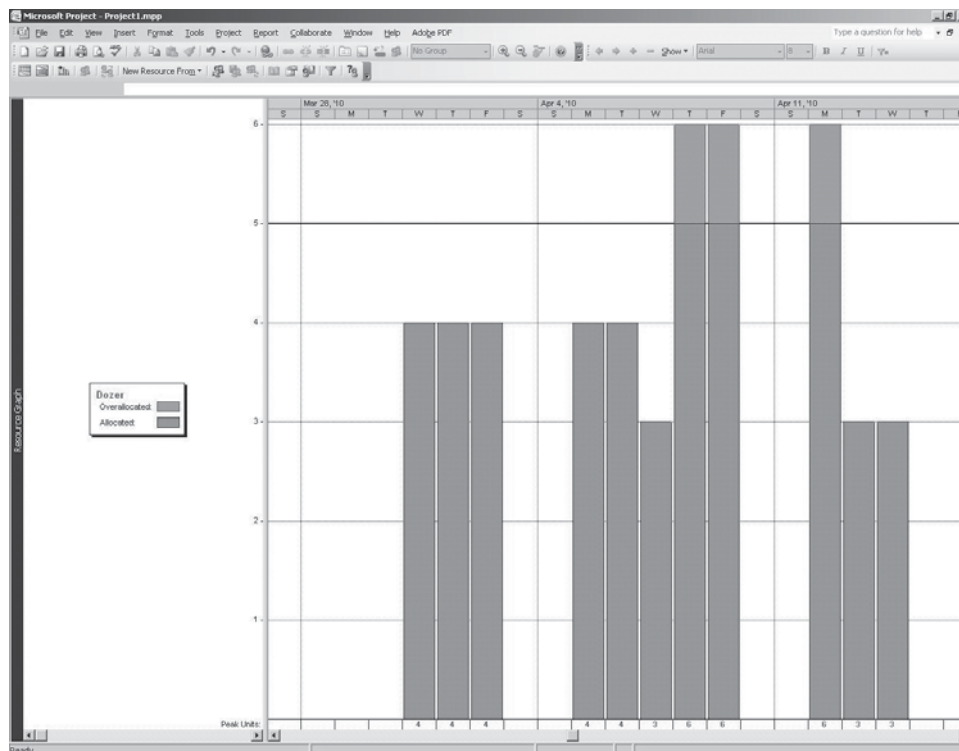 Microsoft Project - Project1.mpp
File Edit View Insert Format Tools Project Report Collaborate Window Help Adobe PDF
Type a question for help
No Group
Show
Arial
8
B I U
New Resource From
Mar 28, '10 Apr 4, '10 Apr 11, '10
S S M T W T F S S M T W T F S S M T W T
6
5
4
3
2
1
Resource Graph
Dozer
Overallocated:
Allocated:
Peak Units: 4 4 4 4 4 3 6 6 6 3 3
Ready